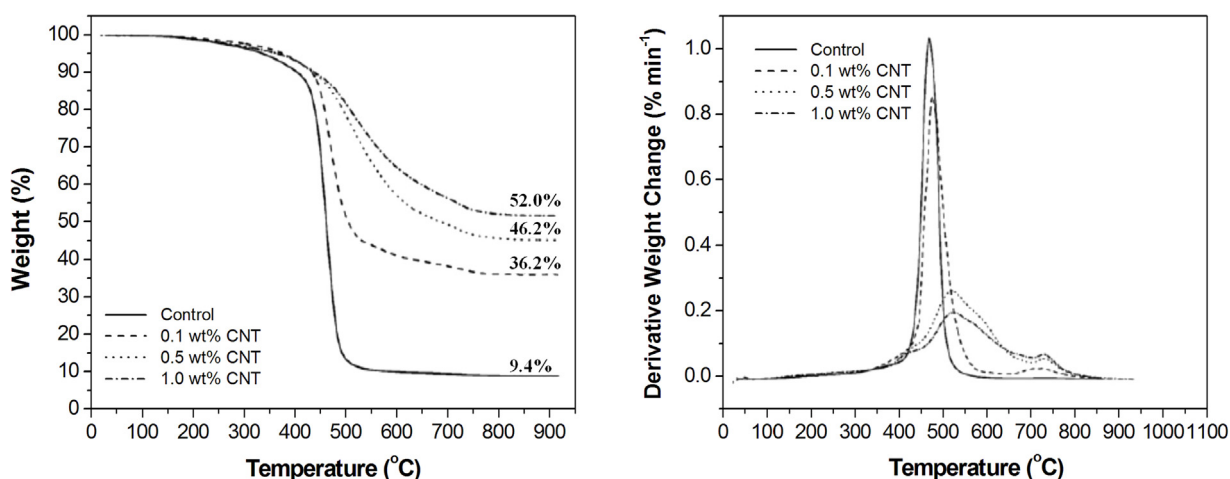 100
90
80
70
60
50
40
30
20
10
0
Weight (%)
52.0%
46.2%
36.2%
9.4%
Control
0.1 wt% CNT
0.5 wt% CNT
1.0 wt% CNT
0 100 200 300 400 500 600 700 800 900
Temperature (°C)
1.0
0.8
0.6
0.4
0.2
0.0
Derivative Weight Change (% min⁻¹)
Control
0.1 wt% CNT
0.5 wt% CNT
1.0 wt% CNT
0 100 200 300 400 500 600 700 800 900 1000 1100
Temperature (°C)